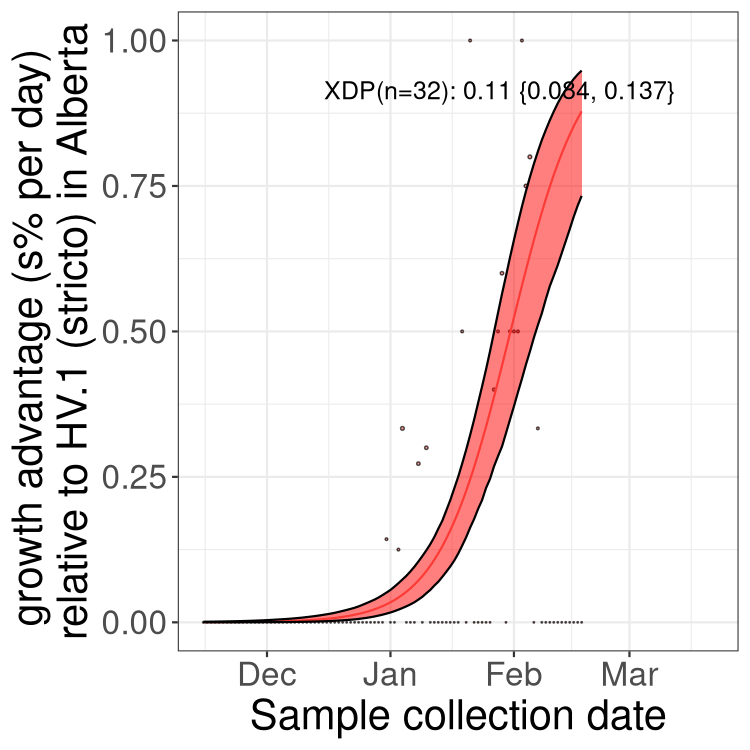 growth advantage (s% per day)
relative to HV.1 (stricto) in Alberta
1.00
0.75
0.50
0.25
0.00
XDP(n=32): 0.11 {0.084, 0.137}
Dec
Jan
Feb
Mar
Sample collection date